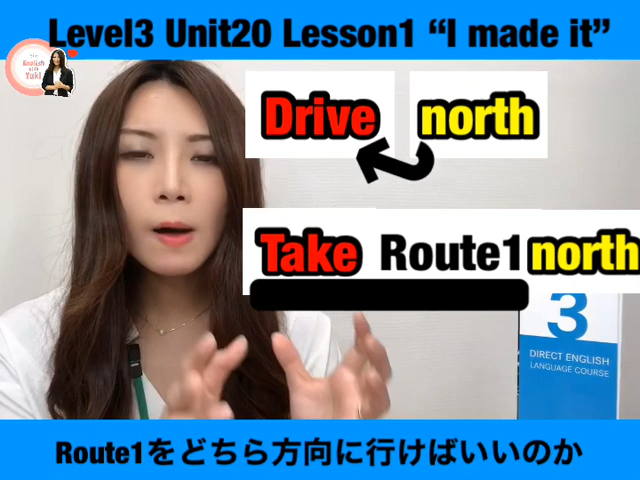 Level3 Unit20 Lesson1 “I made it”
English
with
Yuki
Drive north
Take Route1 north
3
DIRECT ENGLISH
LANGUAGE COURSE
Route1をどちら方向に行けばいいのか